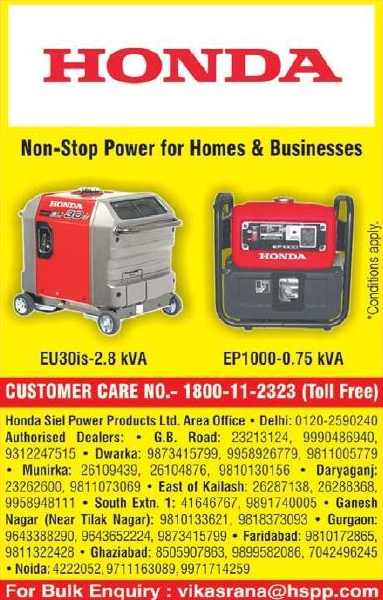 HONDA
Non-Stop Power for Homes & Businesses
HONDA
EU 30is
EP1000
HONDA
*Conditions apply.
EU30is-2.8 kVA
EP1000-0.75 kVA
CUSTOMER CARE NO.- 1800-11-2323 (Toll Free)
Honda Siel Power Products Ltd. Area Office • Delhi: 0120-2590240
Authorised Dealers: • G.B. Road: 23213124, 9990486940,
9312247515 • Dwarka: 9873415799, 9958926779, 9811005779
• Munirka: 26109439, 26104876, 9810130156 • Daryaganj:
23262600, 9811073069 • East of Kailash: 26287138, 26288368,
9958948111 • South Extn. 1: 41646767, 9891740005 • Ganesh
Nagar (Near Tilak Nagar): 9810133621, 9818373093 • Gurgaon:
9643388290, 9643652224, 9873415799 • Faridabad: 9810172865,
9811322428 • Ghaziabad: 8505907863, 9899582086, 7042496245
• Noida: 4222052, 9711163089, 9971714259
For Bulk Enquiry : vikasrana@hspp.com